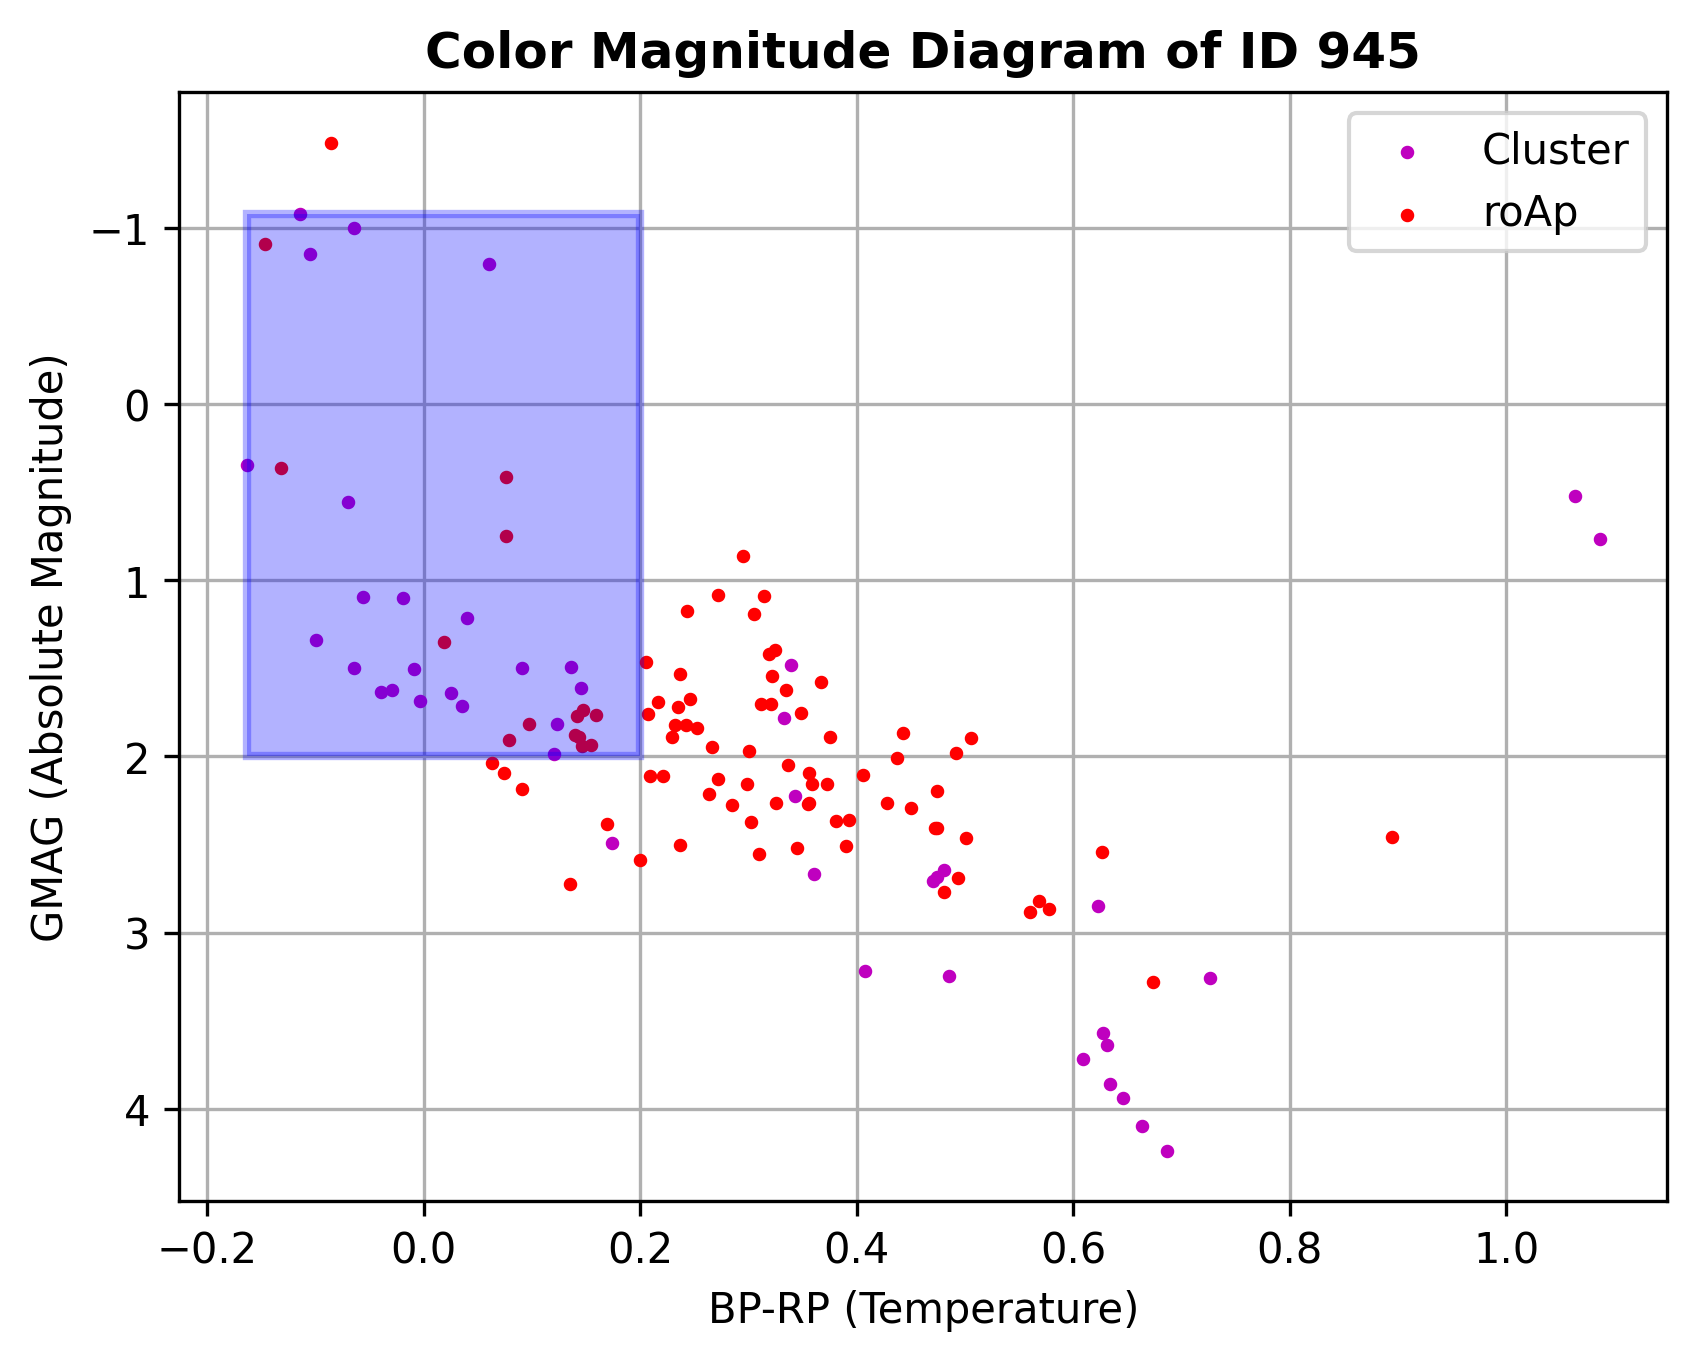 Color Magnitude Diagram of ID 945
Cluster
roAp
GMAG (Absolute Magnitude)
−1
0
1
2
3
4
−0.2 0.0 0.2 0.4 0.6 0.8 1.0
BP-RP (Temperature)